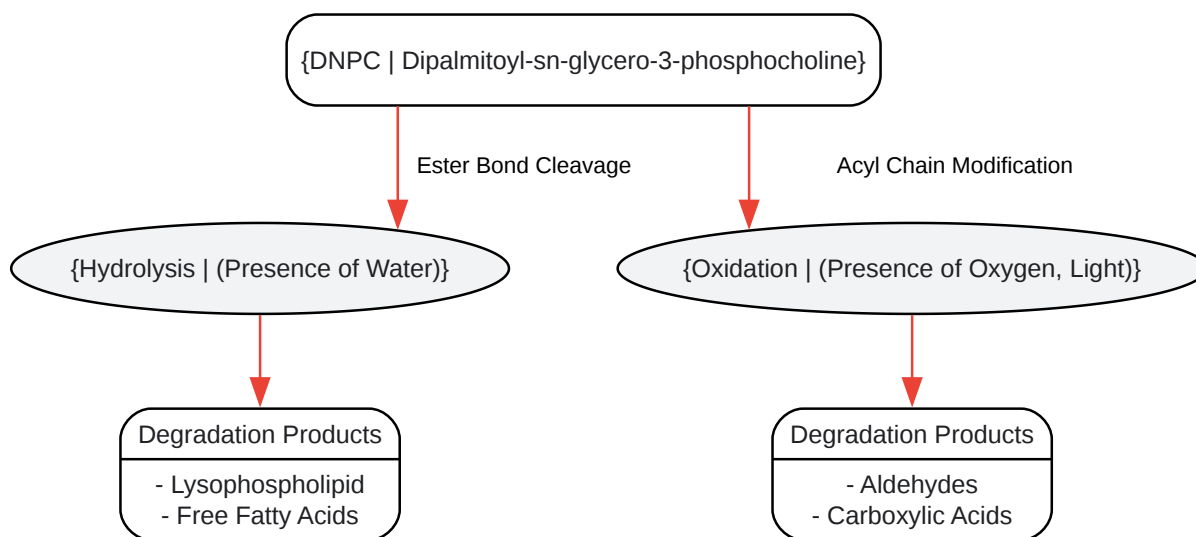 {DNPC | Dipalmitoyl-sn-glycero-3-phosphocholine}
Ester Bond Cleavage
Acyl Chain Modification
{Hydrolysis | (Presence of Water)}
{Oxidation | (Presence of Oxygen, Light)}
Degradation Products
- Lysophospholipid
- Free Fatty Acids
Degradation Products
- Aldehydes
- Carboxylic Acids